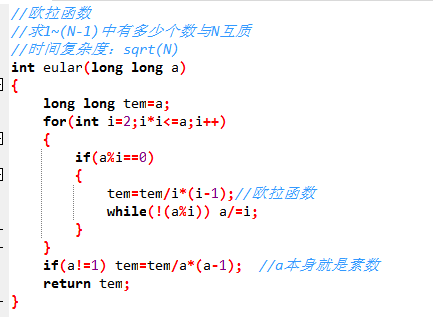 //欧拉函数
//求1~(N-1)中有多少个数与N互质
//时间复杂度：sqrt(N)
int eular(long long a)
{
    long long tem=a;
    for(int i=2;i*i<=a;i++)
    {
        if(a%i==0)
        {
            tem=tem/i*(i-1);//欧拉函数
            while(!(a%i)) a/=i;
        }
    }
    if(a!=1) tem=tem/a*(a-1);  //a本身就是素数
    return tem;
}